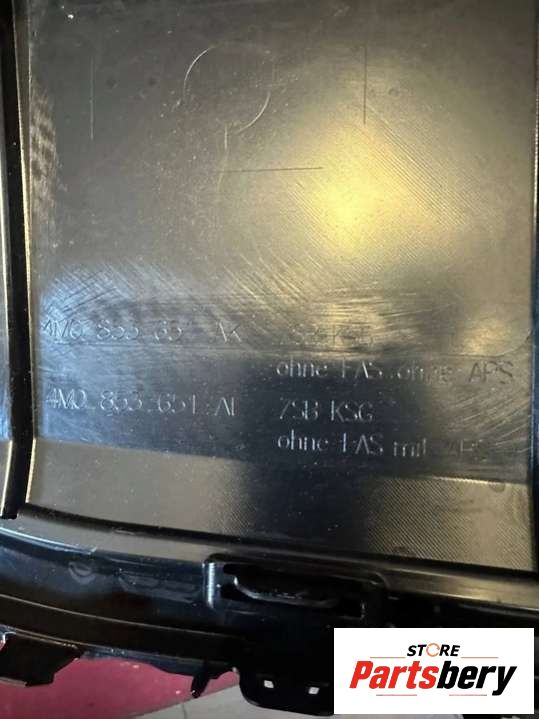 4M0.853.651.AK
ohne FAS.ohne APS
4M0.853.651.AL 7SB KSG
ohne FAS mit
STORE
Partsbery